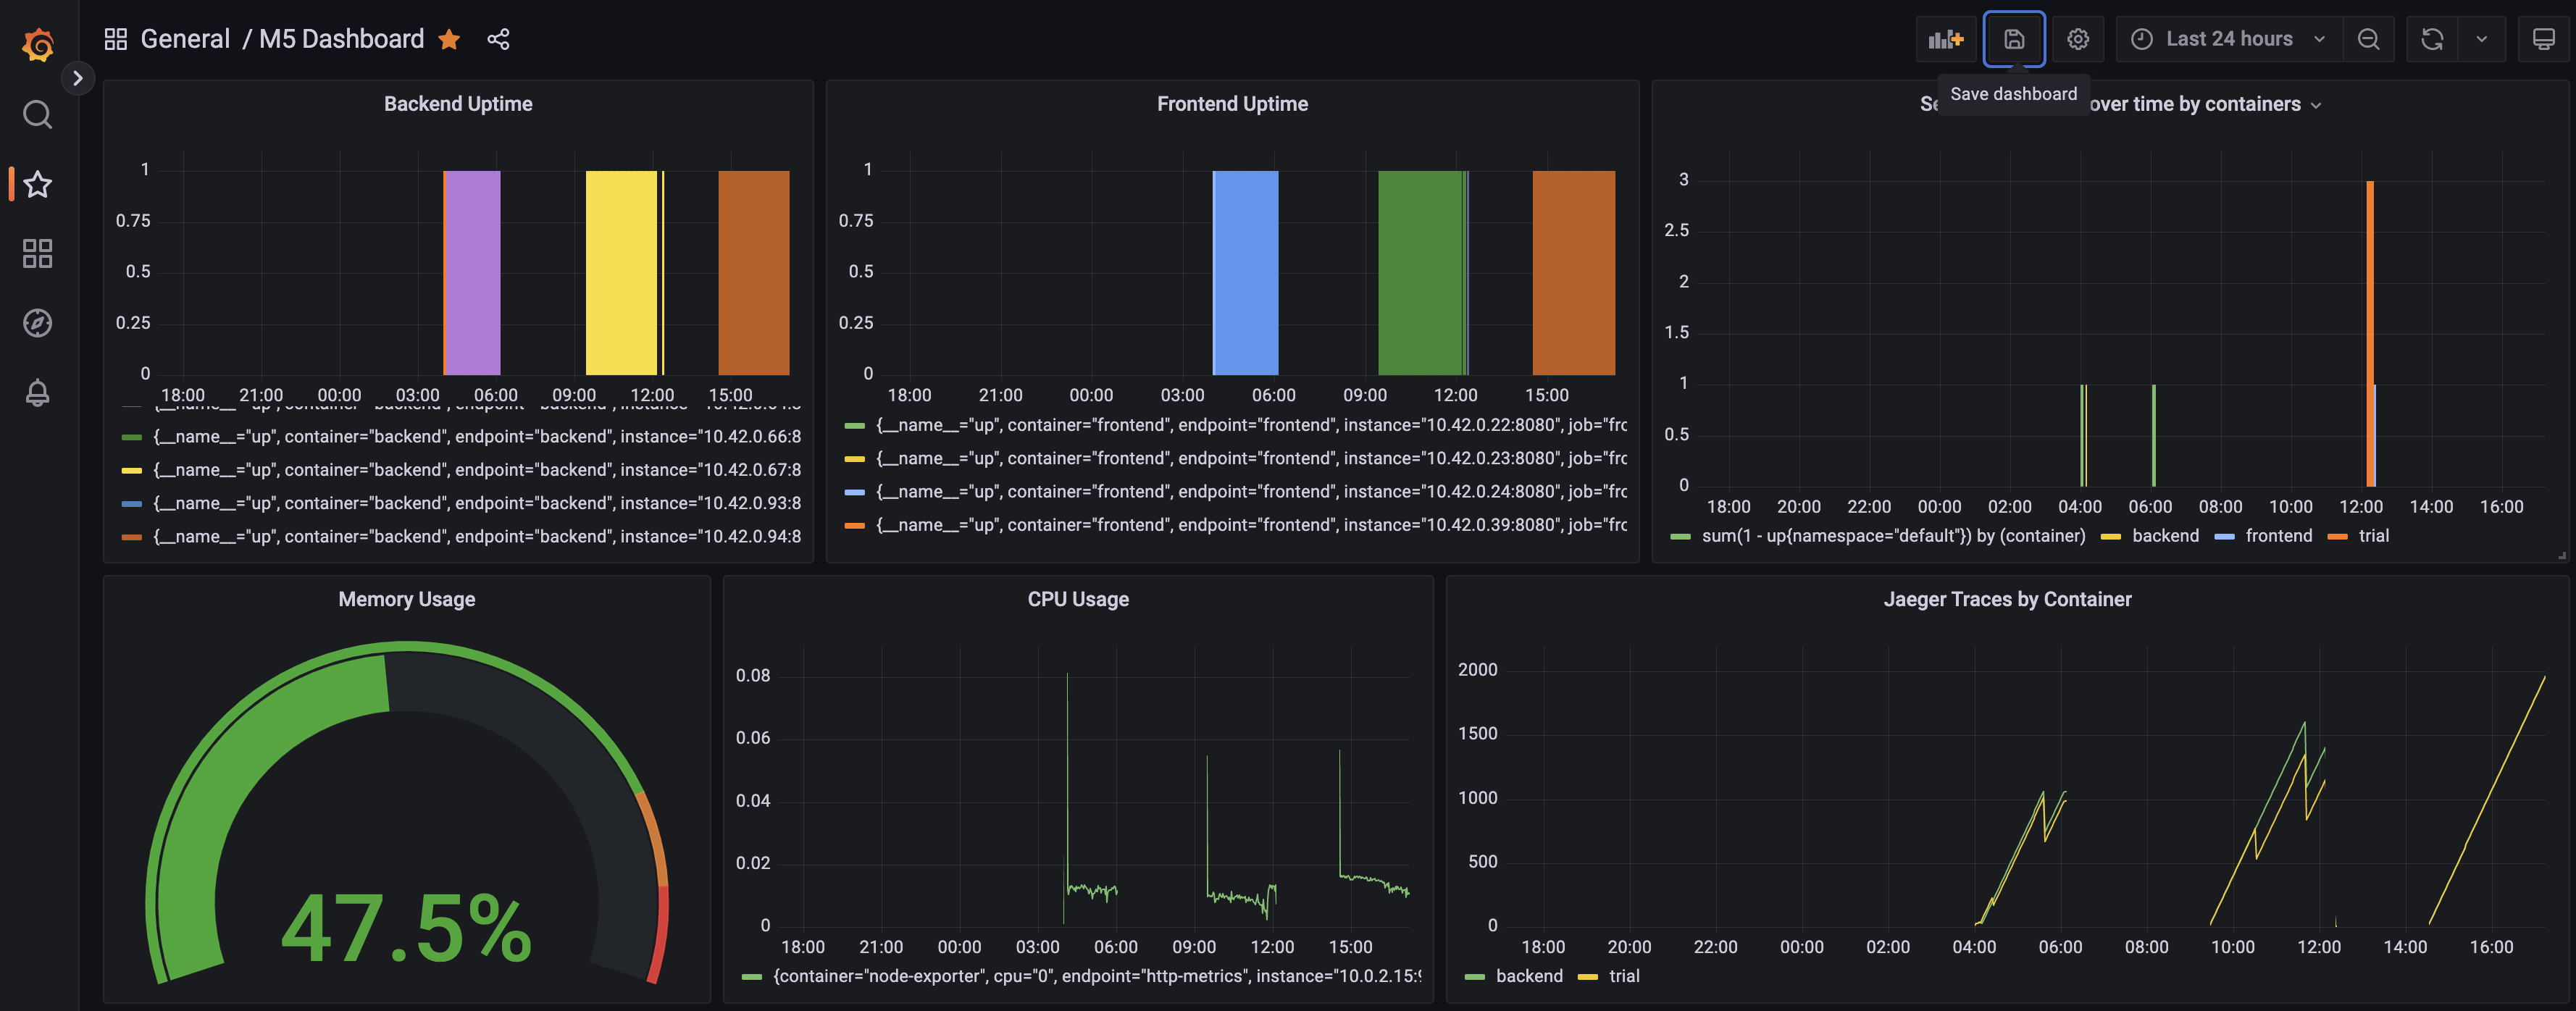 General / M5 Dashboard
Last 24 hours
Save dashboard
Backend Uptime
1
0.75
0.5
0.25
0
18:00 21:00 00:00 03:00 06:00 09:00 12:00 15:00
{__name__="up", container="backend", endpoint="backend", instance="10.42.0.66:8
{__name__="up", container="backend", endpoint="backend", instance="10.42.0.67:8
{__name__="up", container="backend", endpoint="backend", instance="10.42.0.93:8
{__name__="up", container="backend", endpoint="backend", instance="10.42.0.94:8
Frontend Uptime
1
0.75
0.5
0.25
0
18:00 21:00 00:00 03:00 06:00 09:00 12:00 15:00
{__name__="up", container="frontend", endpoint="frontend", instance="10.42.0.22:8080", job="frc
{__name__="up", container="frontend", endpoint="frontend", instance="10.42.0.23:8080", job="frc
{__name__="up", container="frontend", endpoint="frontend", instance="10.42.0.24:8080", job="frc
{__name__="up", container="frontend", endpoint="frontend", instance="10.42.0.39:8080", job="frc
over time by containers
3
2.5
2
1.5
1
0.5
0
18:00 20:00 22:00 00:00 02:00 04:00 06:00 08:00 10:00 12:00 14:00 16:00
sum(1 - up{namespace="default"}) by (container) backend frontend trial
Memory Usage
47.5%
CPU Usage
0.08
0.06
0.04
0.02
0
18:00 21:00 00:00 03:00 06:00 09:00 12:00 15:00
{container="node-exporter", cpu="0", endpoint="http-metrics", instance="10.0.2.15:9
Jaeger Traces by Container
2000
1500
1000
500
0
18:00 20:00 22:00 00:00 02:00 04:00 06:00 08:00 10:00 12:00 14:00 16:00
backend trial